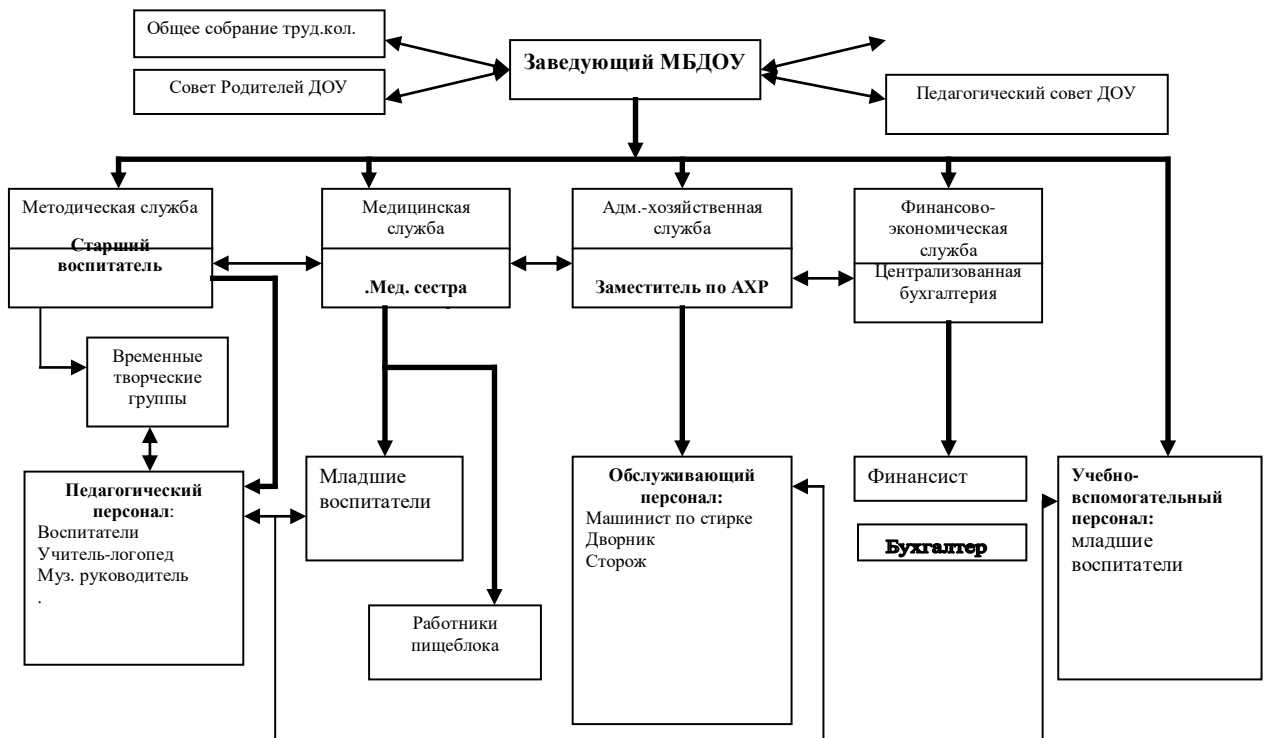 Общее собрание труд.кол.
Заведующий МБДОУ
Совет Родителей ДОУ
Педагогический совет ДОУ
Методическая служба
Старший
воспитатель
Медицинская
служба
.Мед. сестра
Адм.-хозяйственная
служба
Заместитель по АХР
Финансово-
экономическая
служба
Централизованная
бухгалтерия
Временные
творческие
группы
Педагогический
персонал:
Воспитатели
Учитель-логопед
Муз. руководитель
.
Младшие
воспитатели
Работники
пищеблока
Обслуживающий
персонал:
Машинист по стирке
Дворник
Сторож
Финансист
Бухгалтер
Учебно-
вспомогательный
персонал:
младшие
воспитатели